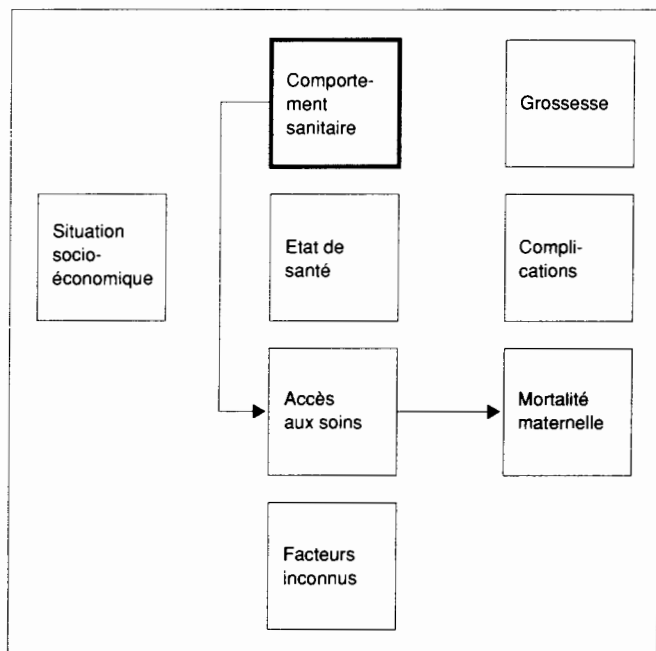 Comporte-
ment
sanitaire
Grossesse
Situation
socio-
économique
Etat de
santé
Compli-
cations
Accès
aux soins
Mortalité
maternelle
Facteurs
inconnus